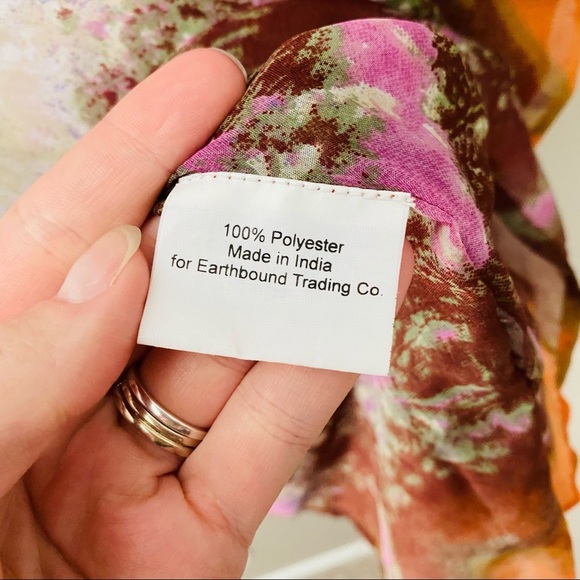 100% Polyester
Made in India
for Earthbound Trading Co.